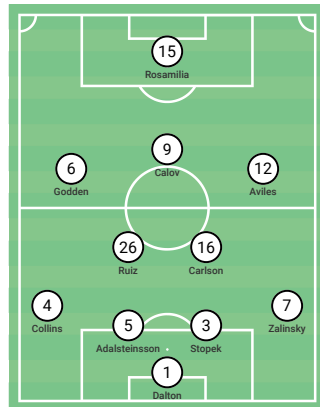 15
Rosamilia
9
Calov
6
Godden
12
Aviles
26
Ruiz
16
Carlson
4
Collins
7
Zalinsky
5
Adalsteinsson
3
Stopek
1
Dalton